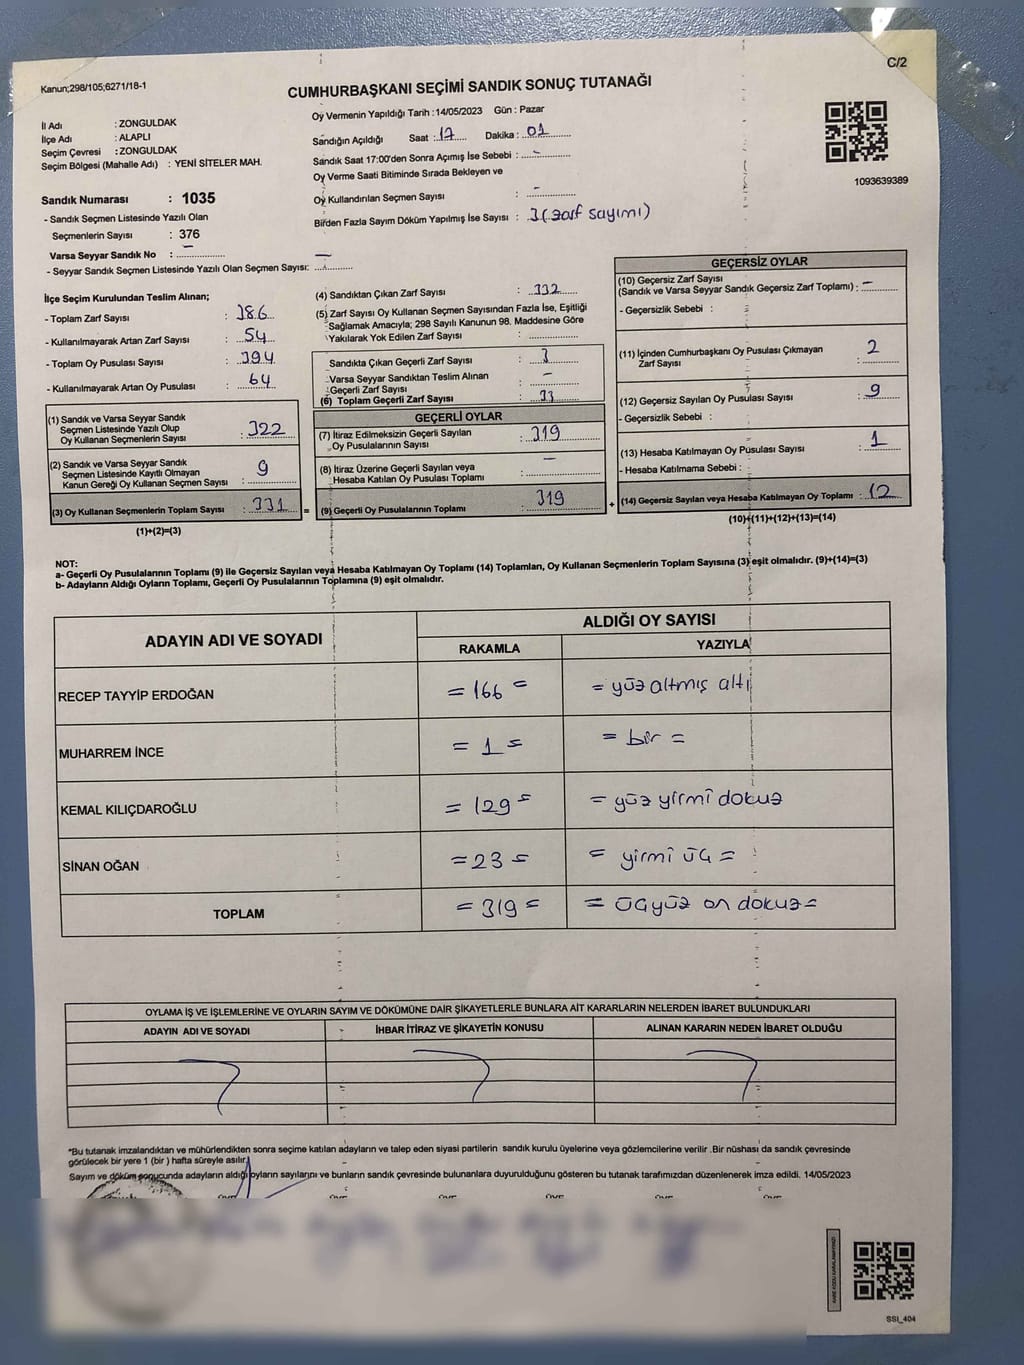 C/2
Kanun;298/105;6271/18-1
CUMHURBAŞKANI SEÇİMİ SANDIK SONUÇ TUTANAĞI
İl Adı : ZONGULDAK
İlçe Adı : ALAPLI
Seçim Çevresi : ZONGULDAK
Seçim Bölgesi (Mahalle Adı) : YENİ SİTELER MAH.
Sandık Numarası : 1035
- Sandık Seçmen Listesinde Yazılı Olan
Seçmenlerin Sayısı : 376
Varsa Seyyar Sandık No : –
- Seyyar Sandık Seçmen Listesinde Yazılı Olan Seçmen Sayısı: –
Oy Vermenin Yapıldığı Tarih :14/05/2023 Gün : Pazar
Sandığın Açıldığı Saat : 17 Dakika : 01
Sandık Saat 17:00'den Sonra Açımış İse Sebebi : –
Oy Verme Saati Bitiminde Sırada Bekleyen ve
Oy Kullandırılan Seçmen Sayısı : –
Birden Fazla Sayım Döküm Yapılmış İse Sayısı : 3 (zarf sayımı)
1093639389
İlçe Seçim Kurulundan Teslim Alınan;
- Toplam Zarf Sayısı : 386
- Kullanılmayarak Artan Zarf Sayısı : 54
- Toplam Oy Pusulası Sayısı : 394
- Kullanılmayarak Artan Oy Pusulası : 64
(1) Sandık ve Varsa Seyyar Sandık
Seçmen Listesinde Yazılı Olup
Oy Kullanan Seçmenlerin Sayısı : 322
(2) Sandık ve Varsa Seyyar Sandık
Seçmen Listesinde Kayıtlı Olmayan
Kanun Gereği Oy Kullanan Seçmen Sayısı : 9
(3) Oy Kullanan Seçmenlerin Toplam Sayısı : 331
(1)+(2)=(3)
(4) Sandıktan Çıkan Zarf Sayısı : 332
(5) Zarf Sayısı Oy Kullanan Seçmen Sayısından Fazla İse, Eşitliği
Sağlamak Amacıyla; 298 Sayılı Kanunun 98. Maddesine Göre
Yakılarak Yok Edilen Zarf Sayısı :
Sandıkta Çıkan Geçerli Zarf Sayısı : 3
Varsa Seyyar Sandıktan Teslim Alınan
Geçerli Zarf Sayısı : –
(6) Toplam Geçerli Zarf Sayısı : 33
GEÇERLİ OYLAR
(7) İtiraz Edilmeksizin Geçerli Sayılan
Oy Pusulalarının Sayısı : 319
(8) İtiraz Üzerine Geçerli Sayılan veya
Hesaba Katılan Oy Pusulası Toplamı : –
(9) Geçerli Oy Pusulalarının Toplamı : 319
=
+
GEÇERSİZ OYLAR
(10) Geçersiz Zarf Sayısı
(Sandık ve Varsa Seyyar Sandık Geçersiz Zarf Toplamı) : –
- Geçersizlik Sebebi :
(11) İçinden Cumhurbaşkanı Oy Pusulası Çıkmayan
Zarf Sayısı : 2
(12) Geçersiz Sayılan Oy Pusulası Sayısı : 9
- Geçersizlik Sebebi :
(13) Hesaba Katılmayan Oy Pusulası Sayısı : 1
- Hesaba Katılmama Sebebi :
(14) Geçersiz Sayılan veya Hesaba Katılmayan Oy Toplamı : 12
(10)+(11)+(12)+(13)=(14)
NOT:
a- Geçerli Oy Pusulalarının Toplamı (9) ile Geçersiz Sayılan veya Hesaba Katılmayan Oy Toplamı (14) Toplamları, Oy Kullanan Seçmenlerin Toplam Sayısına (3) eşit olmalıdır. (9)+(14)=(3)
b- Adayların Aldığı Oyların Toplamı, Geçerli Oy Pusulalarının Toplamına (9) eşit olmalıdır.
ADAYIN ADI VE SOYADI
ALDIĞI OY SAYISI
RAKAMLA YAZIYLA
RECEP TAYYİP ERDOĞAN = 166 = = yüz altmış altı
MUHARREM İNCE = 1 = = bir =
KEMAL KILIÇDAROĞLU = 129 = = yüz yirmi dokuz
SİNAN OĞAN = 23 = = yirmi üç =
TOPLAM = 319 = = üçyüz on dokuz =
OYLAMA İŞ VE İŞLEMLERİNE VE OYLARIN SAYIM VE DÖKÜMÜNE DAİR ŞİKAYETLERLE BUNLARA AİT KARARLARIN NELERDEN İBARET BULUNDUKLARI
ADAYIN ADI VE SOYADI İHBAR İTİRAZ VE ŞİKAYETİN KONUSU ALINAN KARARIN NEDEN İBARET OLDUĞU
*Bu tutanak imzalandıktan ve mühürlendikten sonra seçime katılan adayların ve talep eden siyasi partilerin sandık kurulu üyelerine veya gözlemcilerine verilir .Bir nüshası da sandık çevresinde
görülecek bir yere 1 (bir ) hafta süreyle asılır.
Sayım ve döküm sonucunda adayların aldığı oyların sayılarını ve bunların sandık çevresinde bulunanlara duyurulduğunu gösteren bu tutanak tarafımızdan düzenlenerek imza edildi. 14/05/2023
SSI_404